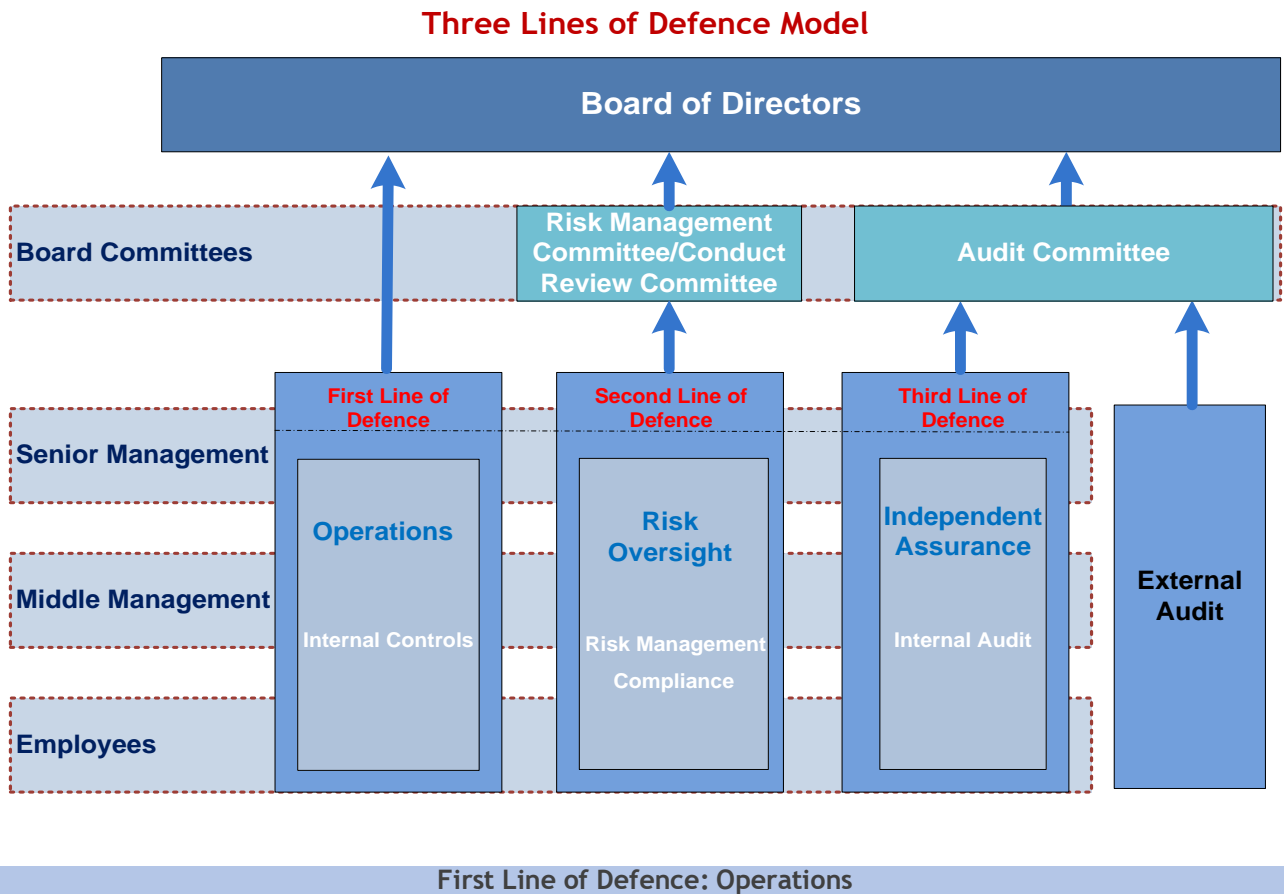 Three Lines of Defence Model
Board of Directors
Board Committees
Risk Management
Committee/Conduct
Review Committee
Audit Committee
First Line of
Defence
Second Line of
Defence
Third Line of
Defence
Senior Management
Operations
Risk
Oversight
Independent
Assurance
Middle Management
Internal Controls
Risk Management
Compliance
Internal Audit
External
Audit
Employees
First Line of Defence: Operations